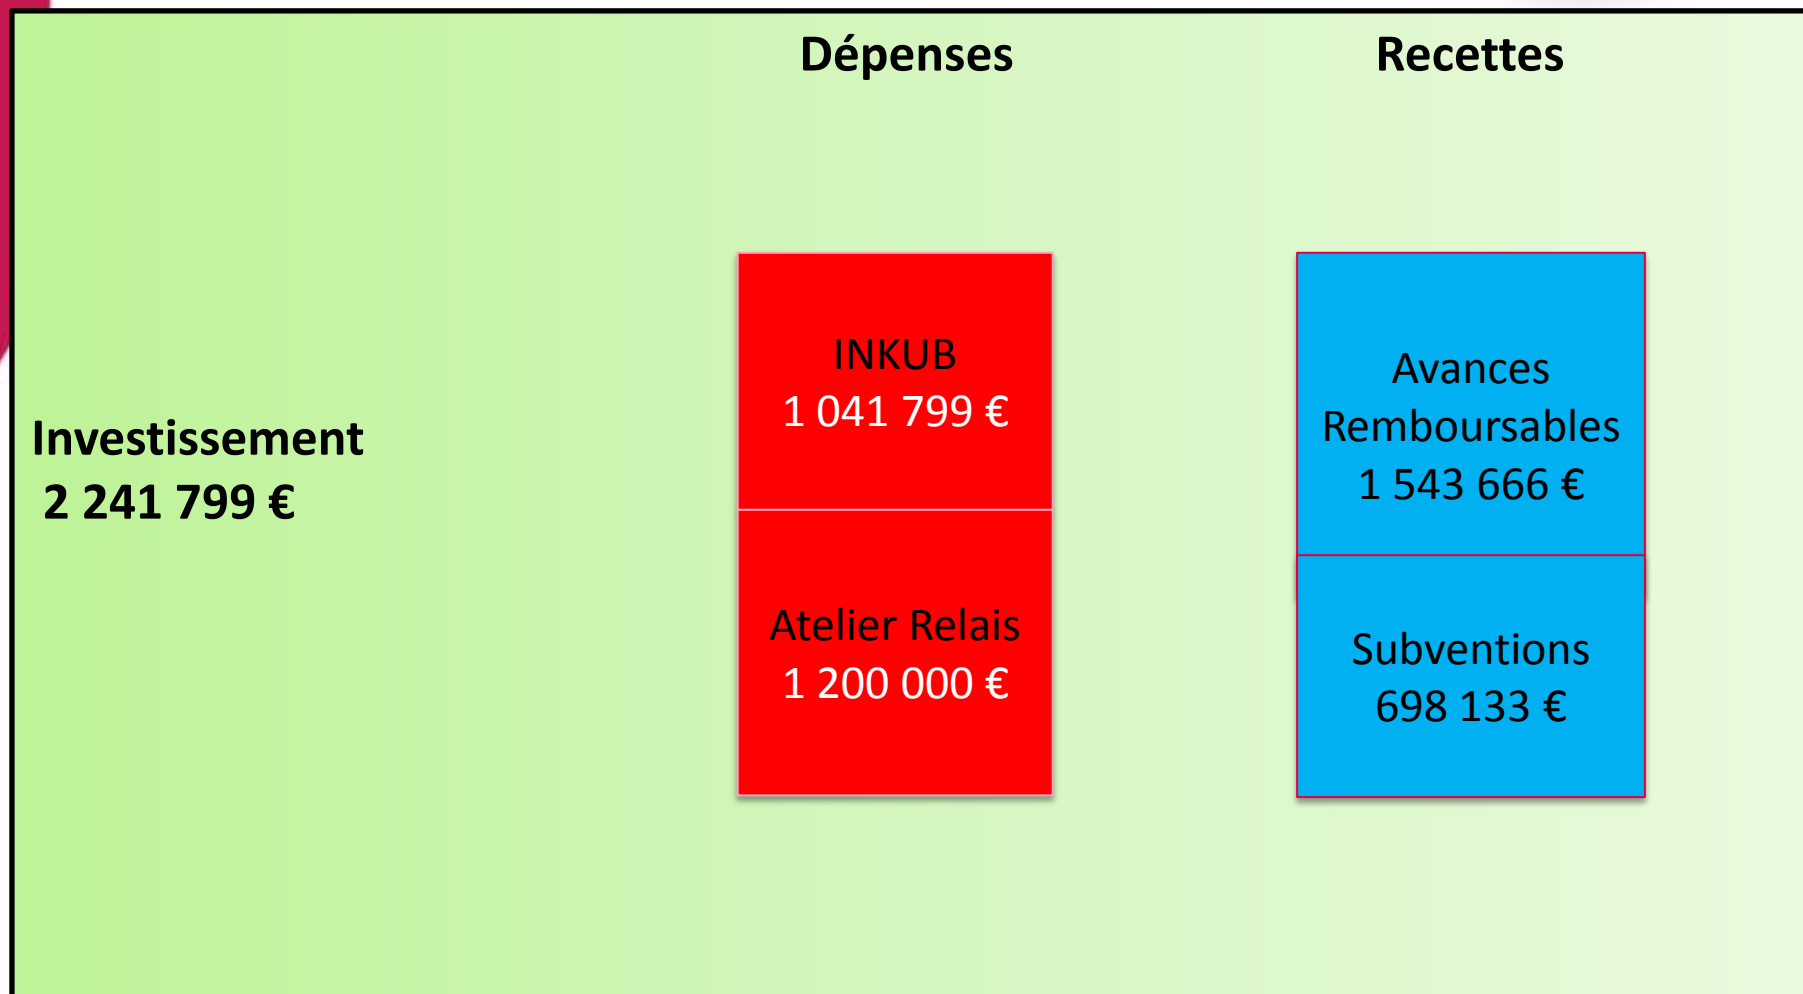 Dépenses
Recettes
Investissement
2 241 799 €
INKUB
1 041 799 €
Atelier Relais
1 200 000 €
Avances
Remboursables
1 543 666 €
Subventions
698 133 €